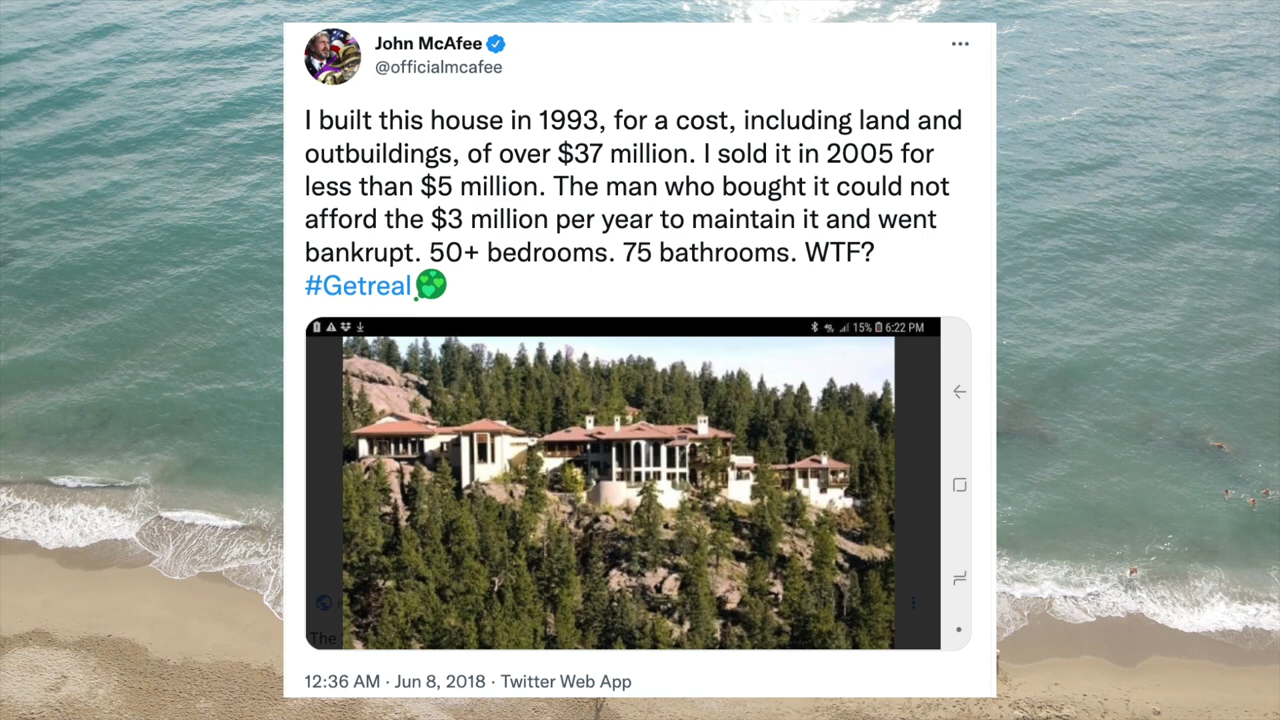 John McAfee
@officialmcafee
I built this house in 1993, for a cost, including land and
outbuildings, of over $37 million. I sold it in 2005 for
less than $5 million. The man who bought it could not
afford the $3 million per year to maintain it and went
bankrupt. 50+ bedrooms. 75 bathrooms. WTF?
#Getreal
15% 6:22 PM
The
12:36 AM · Jun 8, 2018 · Twitter Web App